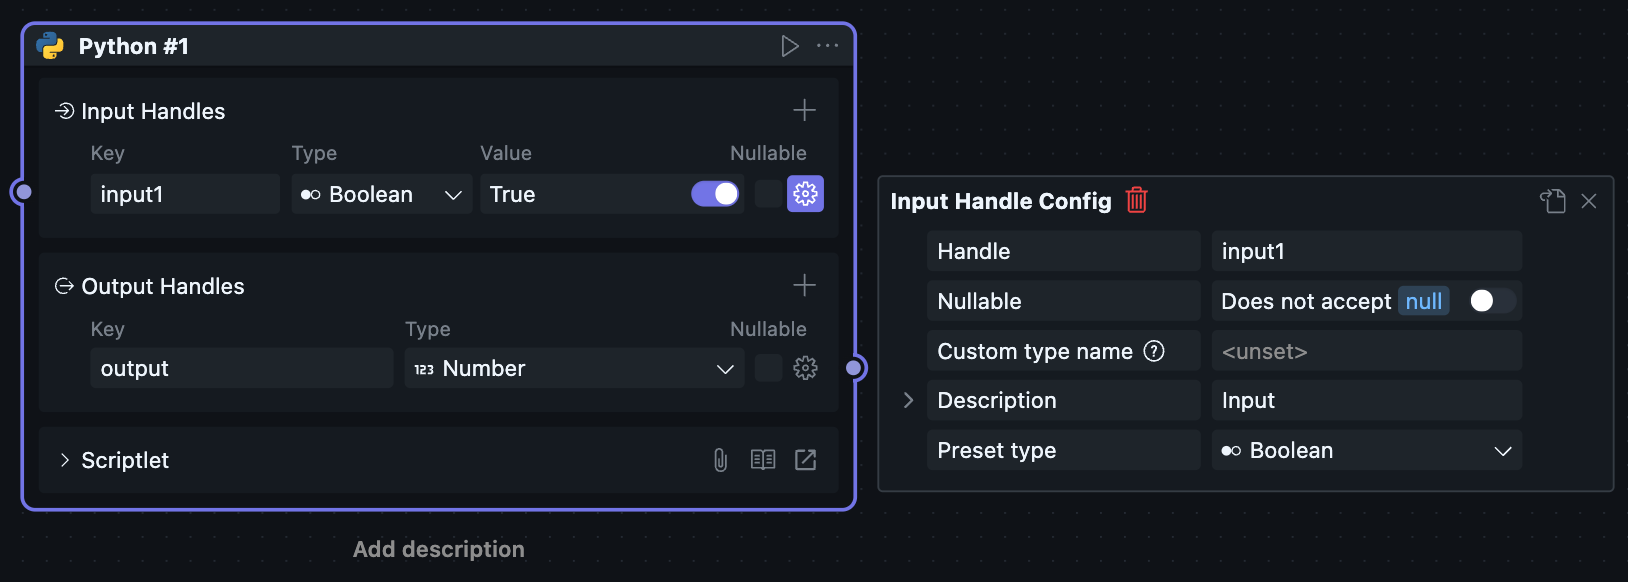 Python #1
Input Handles
Key Type Value Nullable
input1 Boolean True
Output Handles
Key Type Nullable
output 123 Number
Scriptlet
Add description
Input Handle Config
Handle input1
Nullable Does not accept null
Custom type name ? <unset>
Description Input
Preset type Boolean